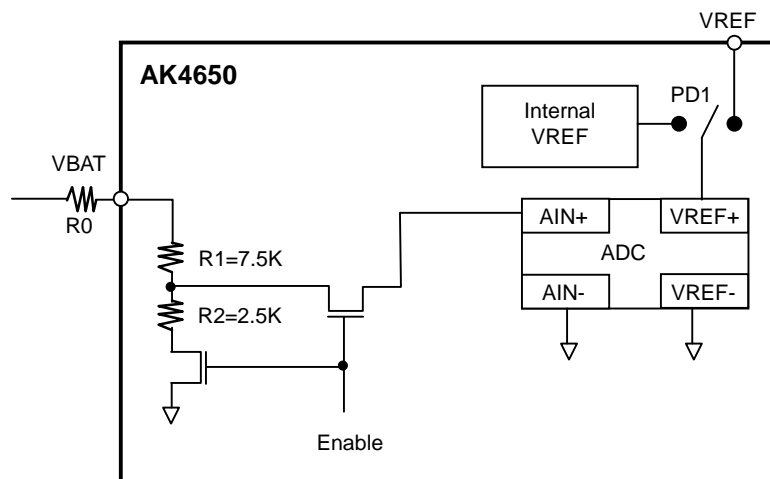 VREF
AK4650
PD1
Internal
VREF
VBAT
R0
AIN+
VREF+
ADC
R1=7.5K
R2=2.5K
AIN-
VREF-
Enable